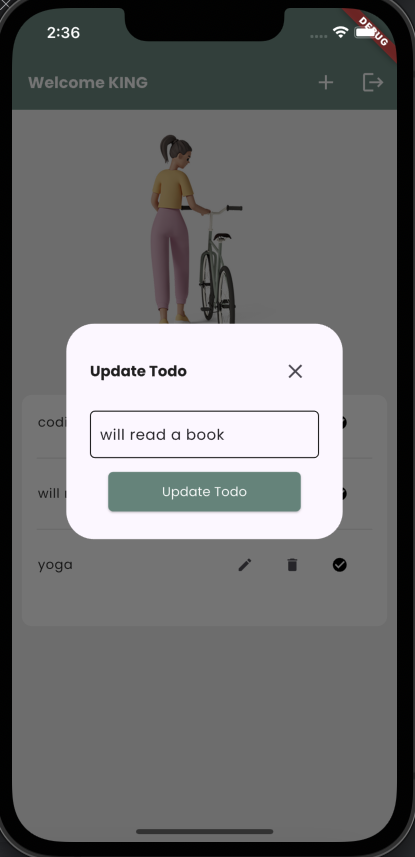 2:36
DEBUG
Welcome KING
Update Todo
codi
will read a book
Update Todo
will
yoga